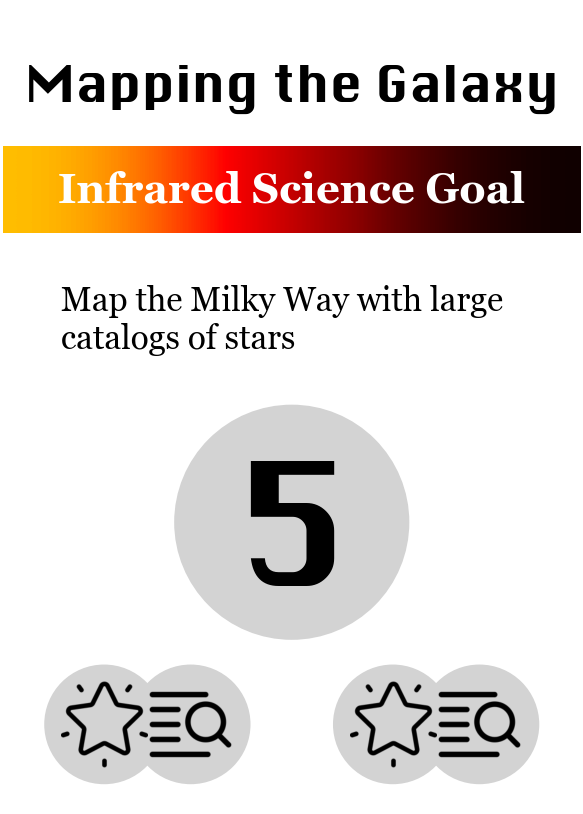 Mapping the Galaxy
Infrared Science Goal
Map the Milky Way with large
catalogs of stars
5